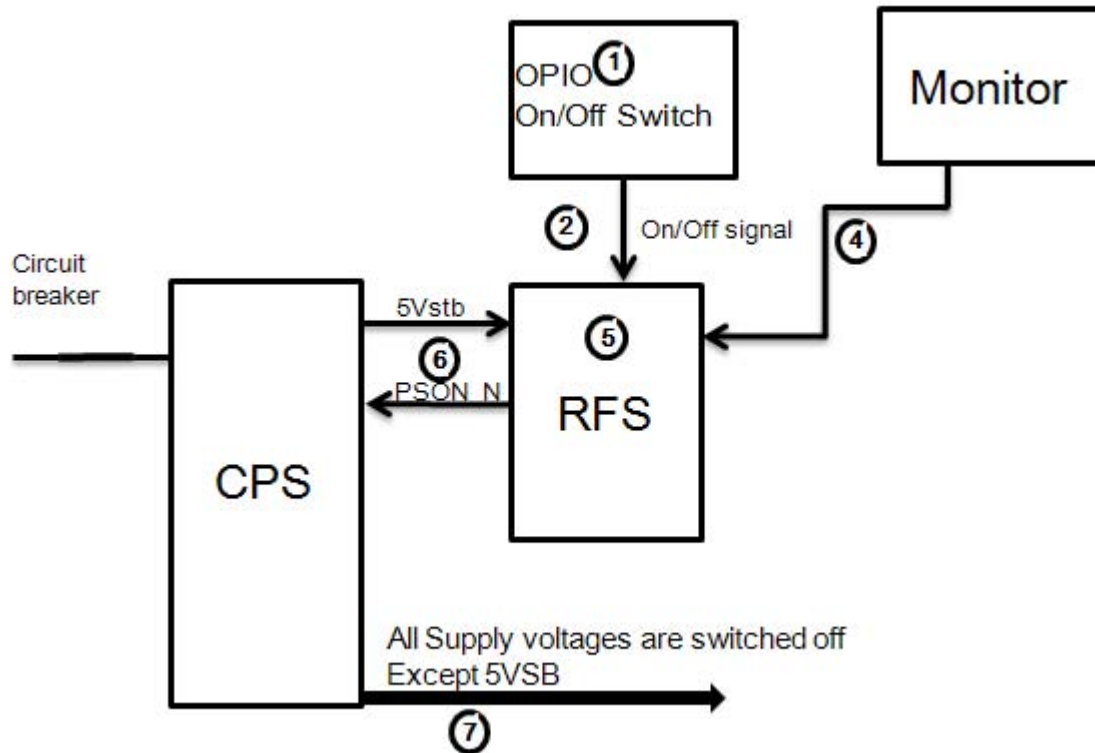 1
OPIO
On/Off Switch
Monitor
2
On/Off signal
4
Circuit
breaker
5Vstb
6
PSON_N
5
RFS
CPS
All Supply voltages are switched off
Except 5VSB
7